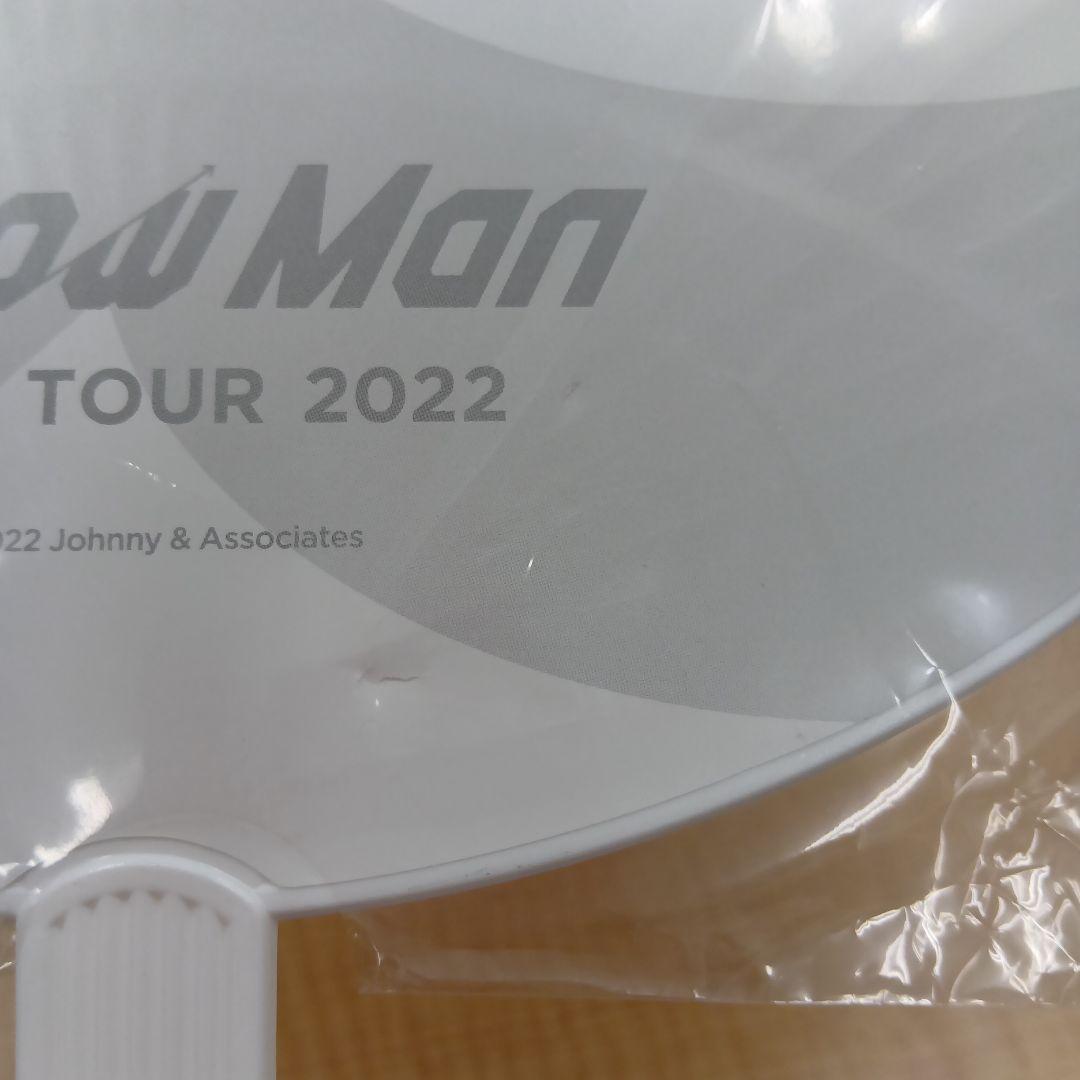 ow Man
TOUR 2022
022 Johnny & Associates